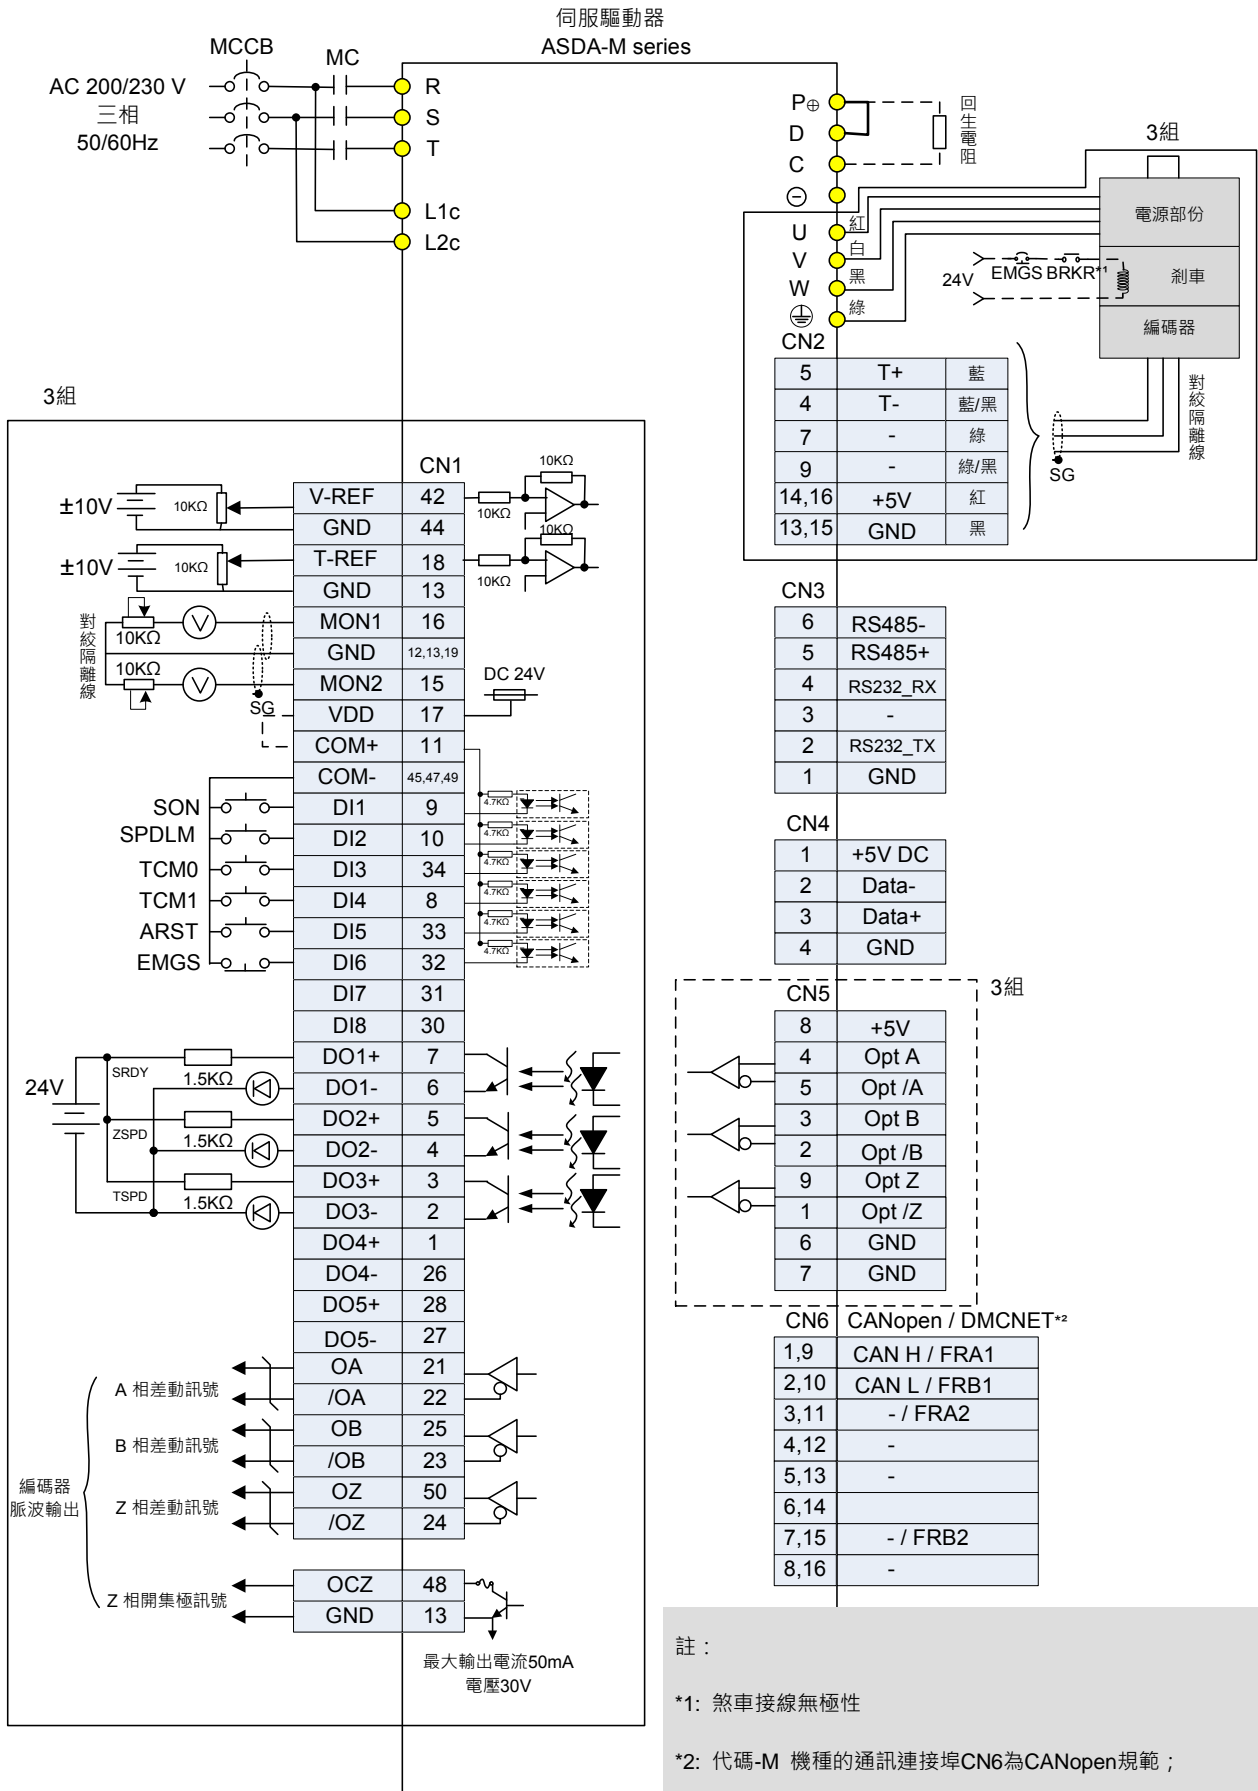 伺服驅動器
ASDA-M series
MCCB
MC
AC 200/230 V
三相
50/60Hz
R
S
T
L1c
L2c
P⊕
D
C
⊖
U
V
W
回生電阻
紅
白
黑
綠
3組
電源部份
24V
EMGS BRKR*¹
剎車
編碼器
CN2
5 T+ 藍
4 T- 藍/黑
7 - 綠
9 - 綠/黑
14,16 +5V 紅
13,15 GND 黑
對絞隔離線
SG
3組
CN1
V-REF 42
GND 44
T-REF 18
GND 13
MON1 16
GND 12,13,19
MON2 15
VDD 17
COM+ 11
COM- 45,47,49
DI1 9
DI2 10
DI3 34
DI4 8
DI5 33
DI6 32
DI7 31
DI8 30
DO1+ 7
DO1- 6
DO2+ 5
DO2- 4
DO3+ 3
DO3- 2
DO4+ 1
DO4- 26
DO5+ 28
DO5- 27
OA 21
/OA 22
OB 25
/OB 23
OZ 50
/OZ 24
OCZ 48
GND 13
±10V
10KΩ
±10V
10KΩ
對絞隔離線
10KΩ
V
10KΩ
V
SG
10KΩ
10KΩ
10KΩ
10KΩ
DC 24V
SON
SPDLM
TCM0
TCM1
ARST
EMGS
4.7KΩ
4.7KΩ
4.7KΩ
4.7KΩ
4.7KΩ
4.7KΩ
24V
SRDY
1.5KΩ
ZSPD
1.5KΩ
TSPD
1.5KΩ
編碼器
脈波輸出
A 相差動訊號
B 相差動訊號
Z 相差動訊號
Z 相開集極訊號
最大輸出電流50mA
電壓30V
CN3
6 RS485-
5 RS485+
4 RS232_RX
3 -
2 RS232_TX
1 GND
CN4
1 +5V DC
2 Data-
3 Data+
4 GND
3組
CN5
8 +5V
4 Opt A
5 Opt /A
3 Opt B
2 Opt /B
9 Opt Z
1 Opt /Z
6 GND
7 GND
CN6 CANopen / DMCNET*²
1,9 CAN H / FRA1
2,10 CAN L / FRB1
3,11 - / FRA2
4,12 -
5,13 -
6,14
7,15 - / FRB2
8,16 -
註：
*1: 煞車接線無極性
*2: 代碼-M 機種的通訊連接埠CN6為CANopen規範；